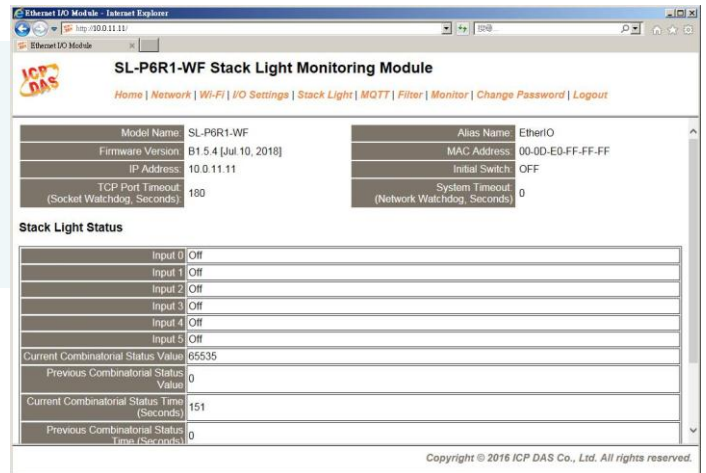 Ethernet I/O Module - Internet Explorer
http://10.0.11.11/
搜尋...
Ethernet I/O Module
ICP DAS
SL-P6R1-WF Stack Light Monitoring Module
Home | Network | Wi-Fi | I/O Settings | Stack Light | MQTT | Filter | Monitor | Change Password | Logout
Model Name: SL-P6R1-WF Alias Name: EtherIO
Firmware Version: B1.5.4 [Jul.10, 2018] MAC Address: 00-0D-E0-FF-FF-FF
IP Address: 10.0.11.11 Initial Switch: OFF
TCP Port Timeout: (Socket Watchdog, Seconds): 180 System Timeout: (Network Watchdog, Seconds) 0
Stack Light Status
Input 0 Off
Input 1 Off
Input 2 Off
Input 3 Off
Input 4 Off
Input 5 Off
Current Combinatorial Status Value 65535
Previous Combinatorial Status Value 0
Current Combinatorial Status Time (Seconds) 151
Previous Combinatorial Status Time (Seconds) 0
Copyright © 2016 ICP DAS Co., Ltd. All rights reserved.